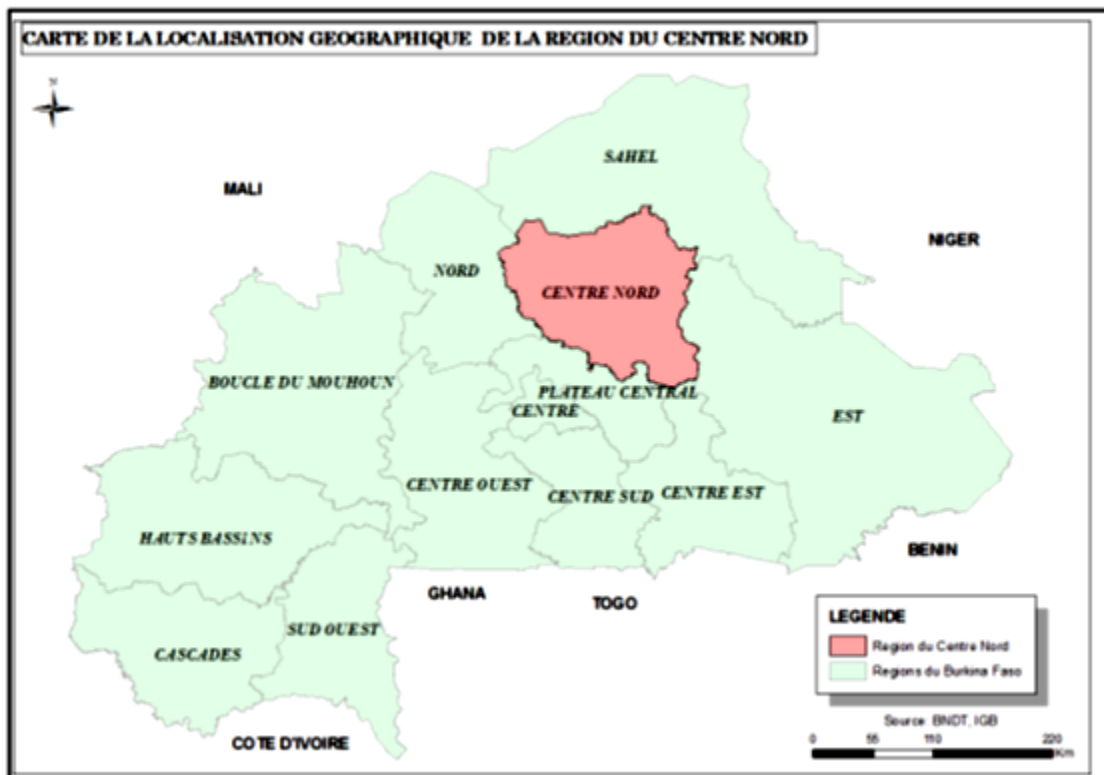 CARTE DE LA LOCALISATION GEOGRAPHIQUE DE LA REGION DU CENTRE NORD
N
SAHEL
MALI
NIGER
NORD
CENTRE NORD
BOUCLE DU MOUHOUN
PLATEAU CENTRAL
CENTRE
EST
CENTRE OUEST
CENTRE SUD
CENTRE EST
HAUTS BASSINS
BENIN
GHANA
TOGO
SUD OUEST
CASCADES
COTE D'IVOIRE
LEGENDE
Region du Centre Nord
Regions du Burkina Faso
Source: BNDT, IGB
0 55 110 220
Km